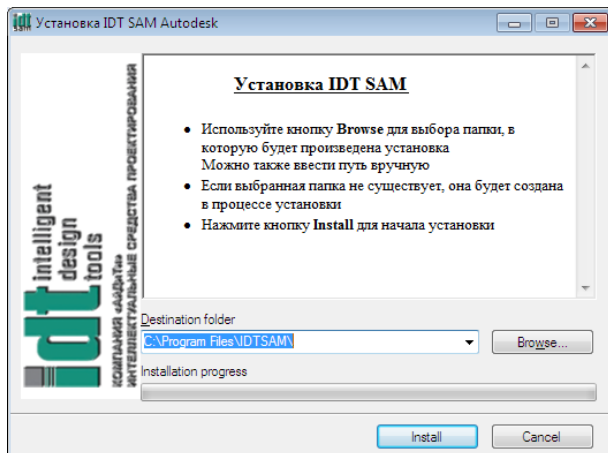 Установка IDT SAM Autodesk
Установка IDT SAM
• Используйте кнопку Browse для выбора папки, в
которую будет произведена установка
Можно также ввести путь вручную
• Если выбранная папка не существует, она будет создана
в процессе установки
• Нажмите кнопку Install для начала установки
idt
intelligent
design
tools
КОМПАНИЯ «АйДиТи»
ИНТЕЛЛЕКТУАЛЬНЫЕ СРЕДСТВА ПРОЕКТИРОВАНИЯ
Destination folder
C:\Program Files\IDTSAM\
Browse...
Installation progress
Install
Cancel